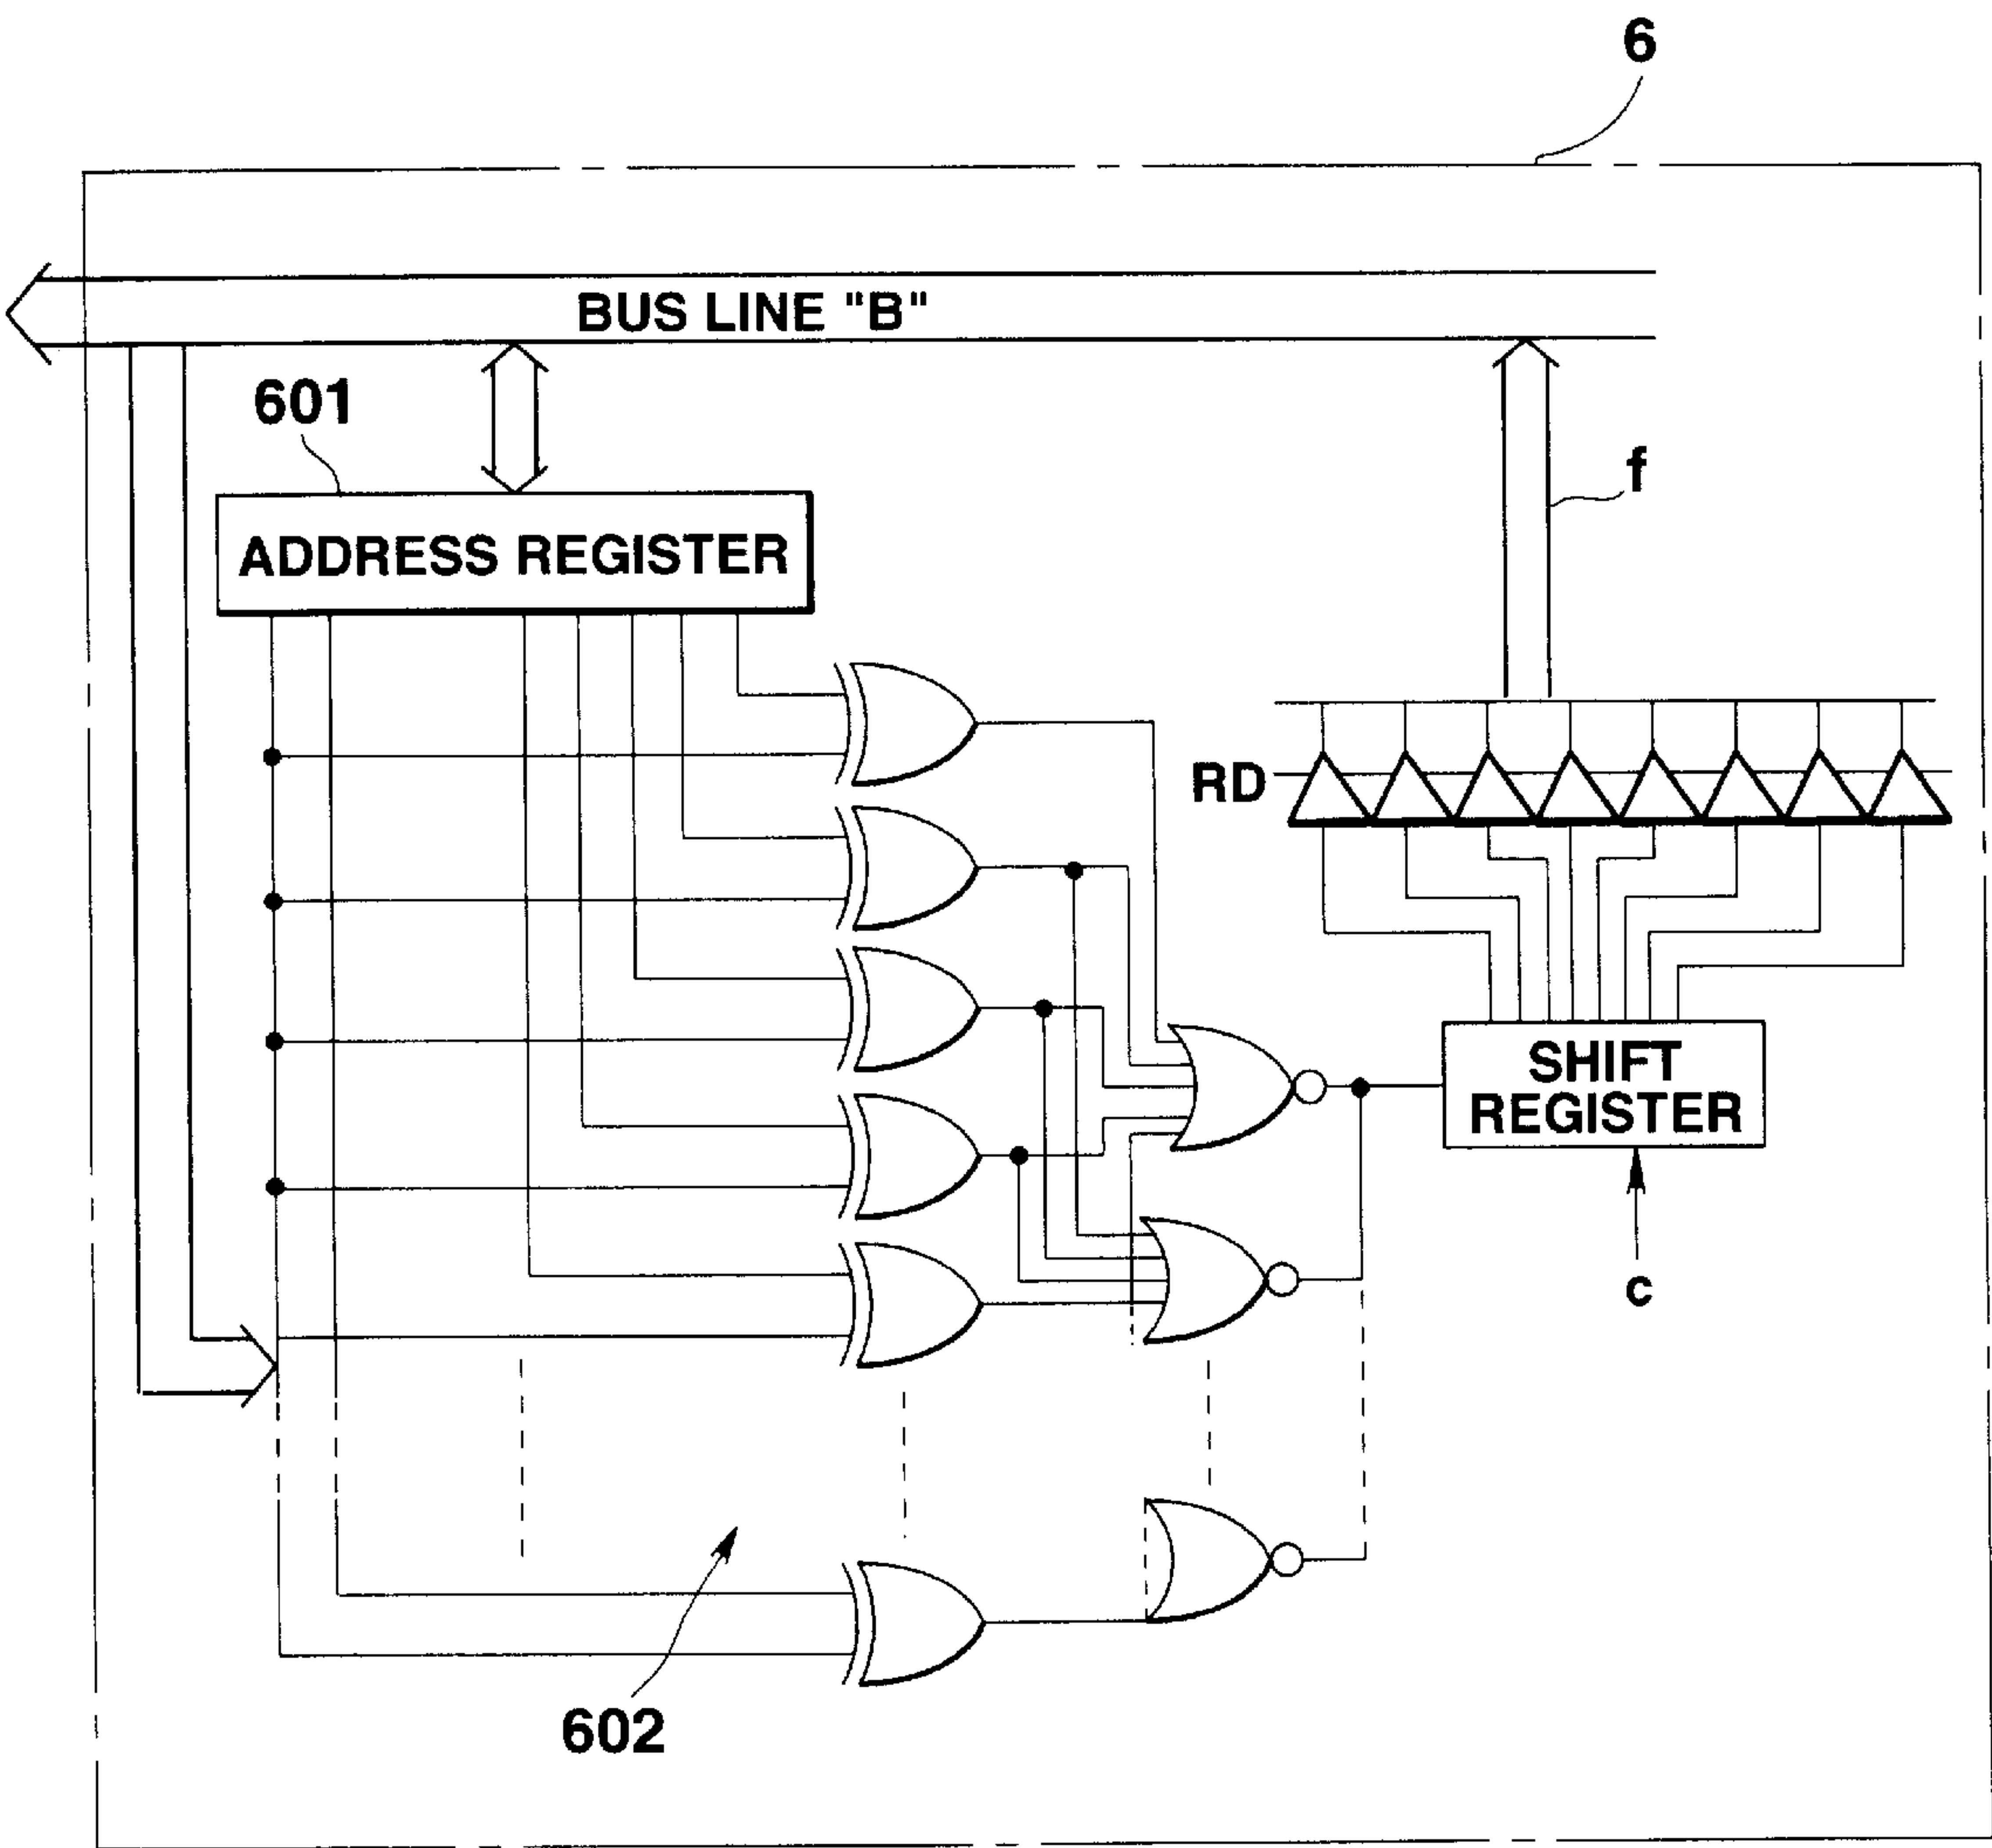 6
BUS LINE "B"
601
f
ADDRESS REGISTER
RD
SHIFT
REGISTER
c
602